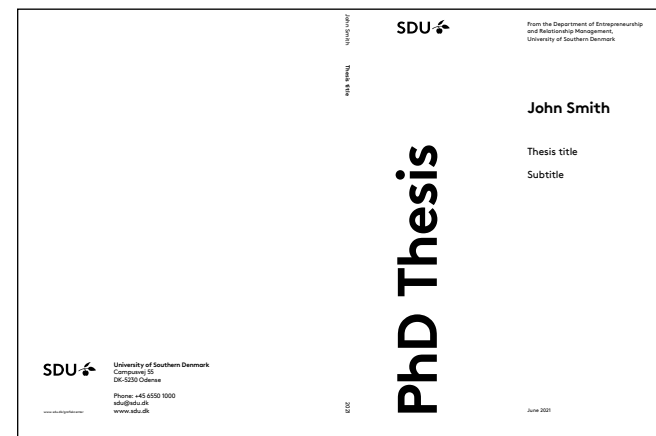 SDU
From the Department of Entrepreneurship
and Relationship Management,
University of Southern Denmark
John Smith
Thesis title
Subtitle
PhD Thesis
June 2021
John Smith
Thesis title
2021
SDU
University of Southern Denmark
Campusvej 55
DK-5230 Odense
Phone: +45 6550 1000
sdu@sdu.dk
www.sdu.dk